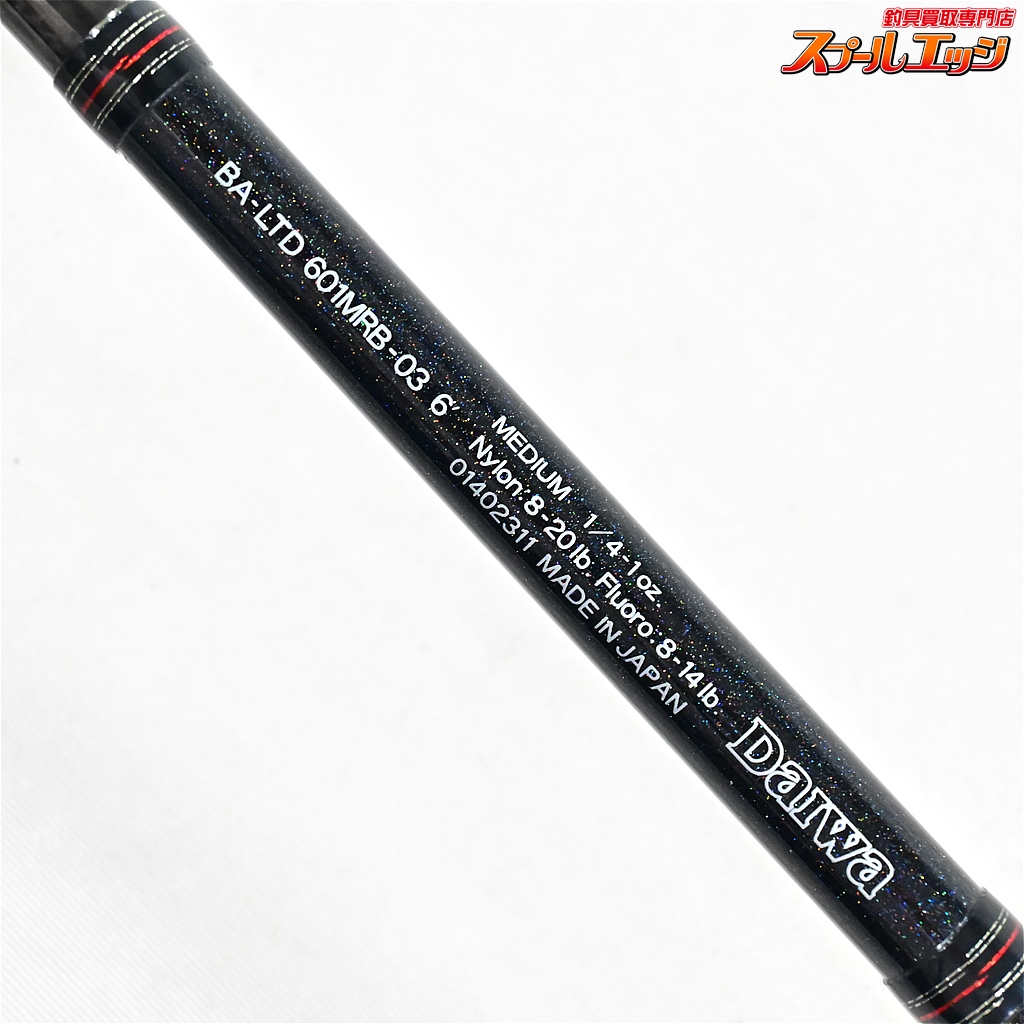 釣具買取専門店
スプールエッジ
BA-LTD 601MRB-03 6′
MEDIUM 1/4-1oz.
Nylon:8-20lb. Fluoro:8-14lb.
01402311 MADE IN JAPAN
Daiwa